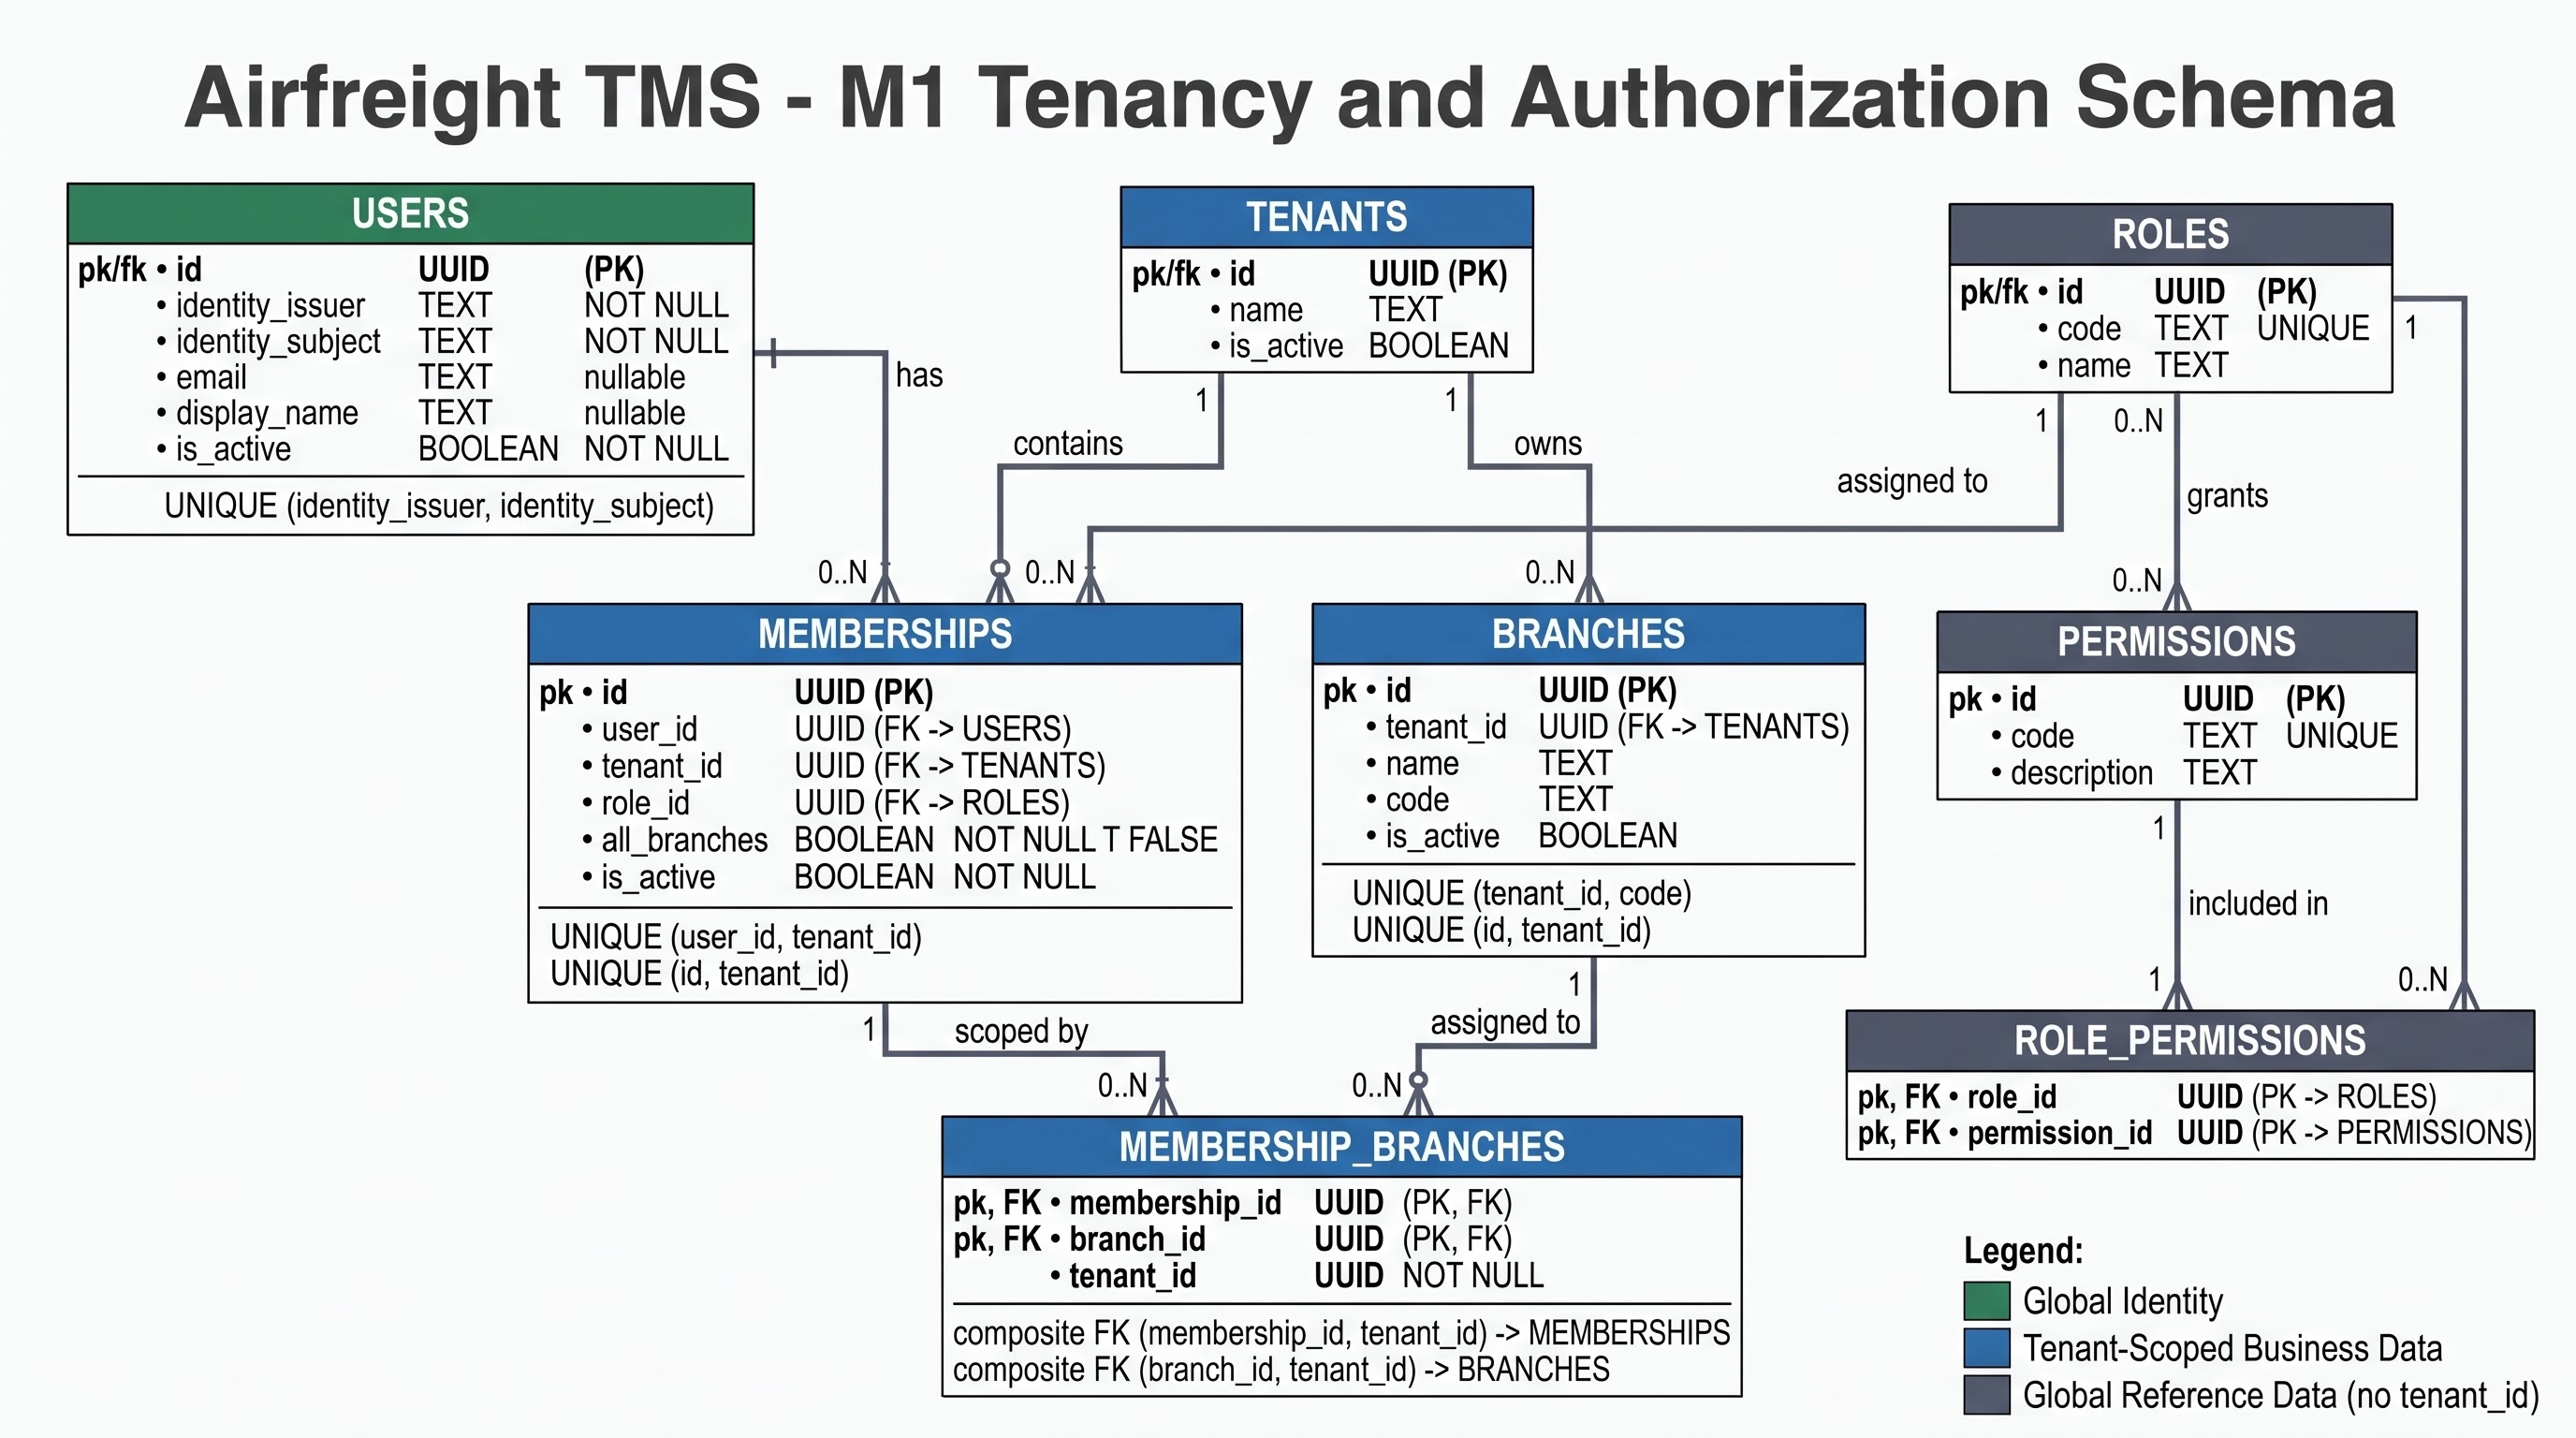 Airfreight TMS - M1 Tenancy and Authorization Schema
USERS
pk/fk • id UUID (PK)
• identity_issuer TEXT NOT NULL
• identity_subject TEXT NOT NULL
• email TEXT nullable
• display_name TEXT nullable
• is_active BOOLEAN NOT NULL
UNIQUE (identity_issuer, identity_subject)
has
0..N
TENANTS
pk/fk • id UUID (PK)
• name TEXT
• is_active BOOLEAN
1
contains
1
owns
0..N
ROLES
pk/fk • id UUID (PK)
• code TEXT UNIQUE
• name TEXT
1
1
assigned to
0..N
0..N
grants
0..N
MEMBERSHIPS
pk • id UUID (PK)
• user_id UUID (FK -> USERS)
• tenant_id UUID (FK -> TENANTS)
• role_id UUID (FK -> ROLES)
• all_branches BOOLEAN NOT NULL T FALSE
• is_active BOOLEAN NOT NULL
UNIQUE (user_id, tenant_id)
UNIQUE (id, tenant_id)
1
scoped by
0..N
BRANCHES
pk • id UUID (PK)
• tenant_id UUID (FK -> TENANTS)
• name TEXT
• code TEXT
• is_active BOOLEAN
UNIQUE (tenant_id, code)
UNIQUE (id, tenant_id)
1
assigned to
0..N
PERMISSIONS
pk • id UUID (PK)
• code TEXT UNIQUE
• description TEXT
1
included in
1
0..N
ROLE_PERMISSIONS
pk, FK • role_id UUID (PK -> ROLES)
pk, FK • permission_id UUID (PK -> PERMISSIONS)
MEMBERSHIP_BRANCHES
pk, FK • membership_id UUID (PK, FK)
pk, FK • branch_id UUID (PK, FK)
• tenant_id UUID NOT NULL
composite FK (membership_id, tenant_id) -> MEMBERSHIPS
composite FK (branch_id, tenant_id) -> BRANCHES
Legend:
Global Identity
Tenant-Scoped Business Data
Global Reference Data (no tenant_id)